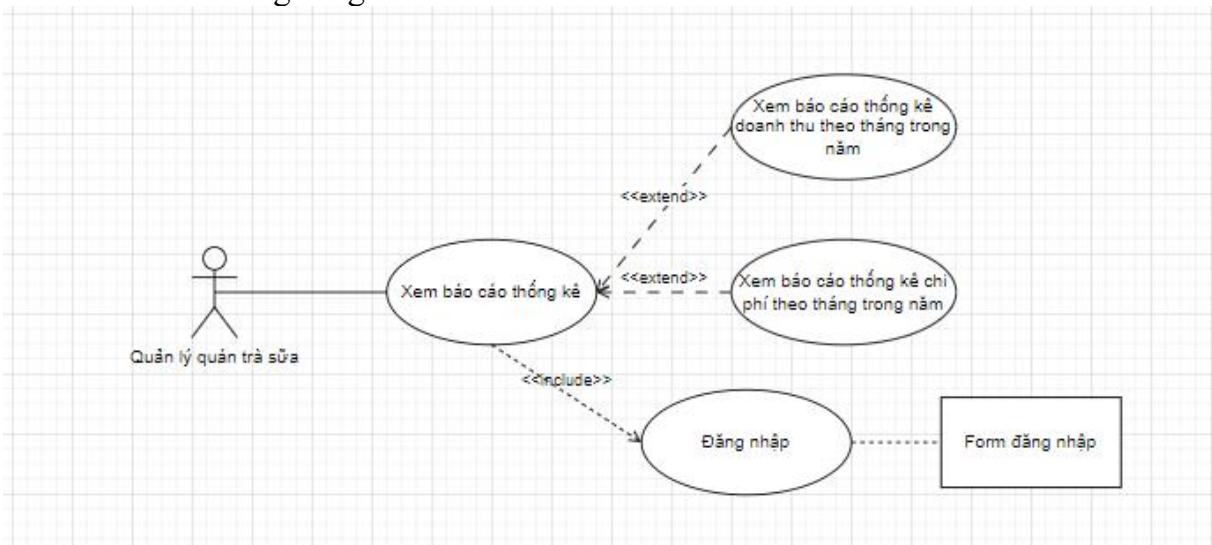 Xem báo cáo thống kê
doanh thu theo tháng trong
năm
<<extend>>
<<extend>>
Xem báo cáo thống kê chi
phí theo tháng trong năm
Xem báo cáo thống kê
Quản lý quán trà sữa
<<include>>
Đăng nhập
Form đăng nhập